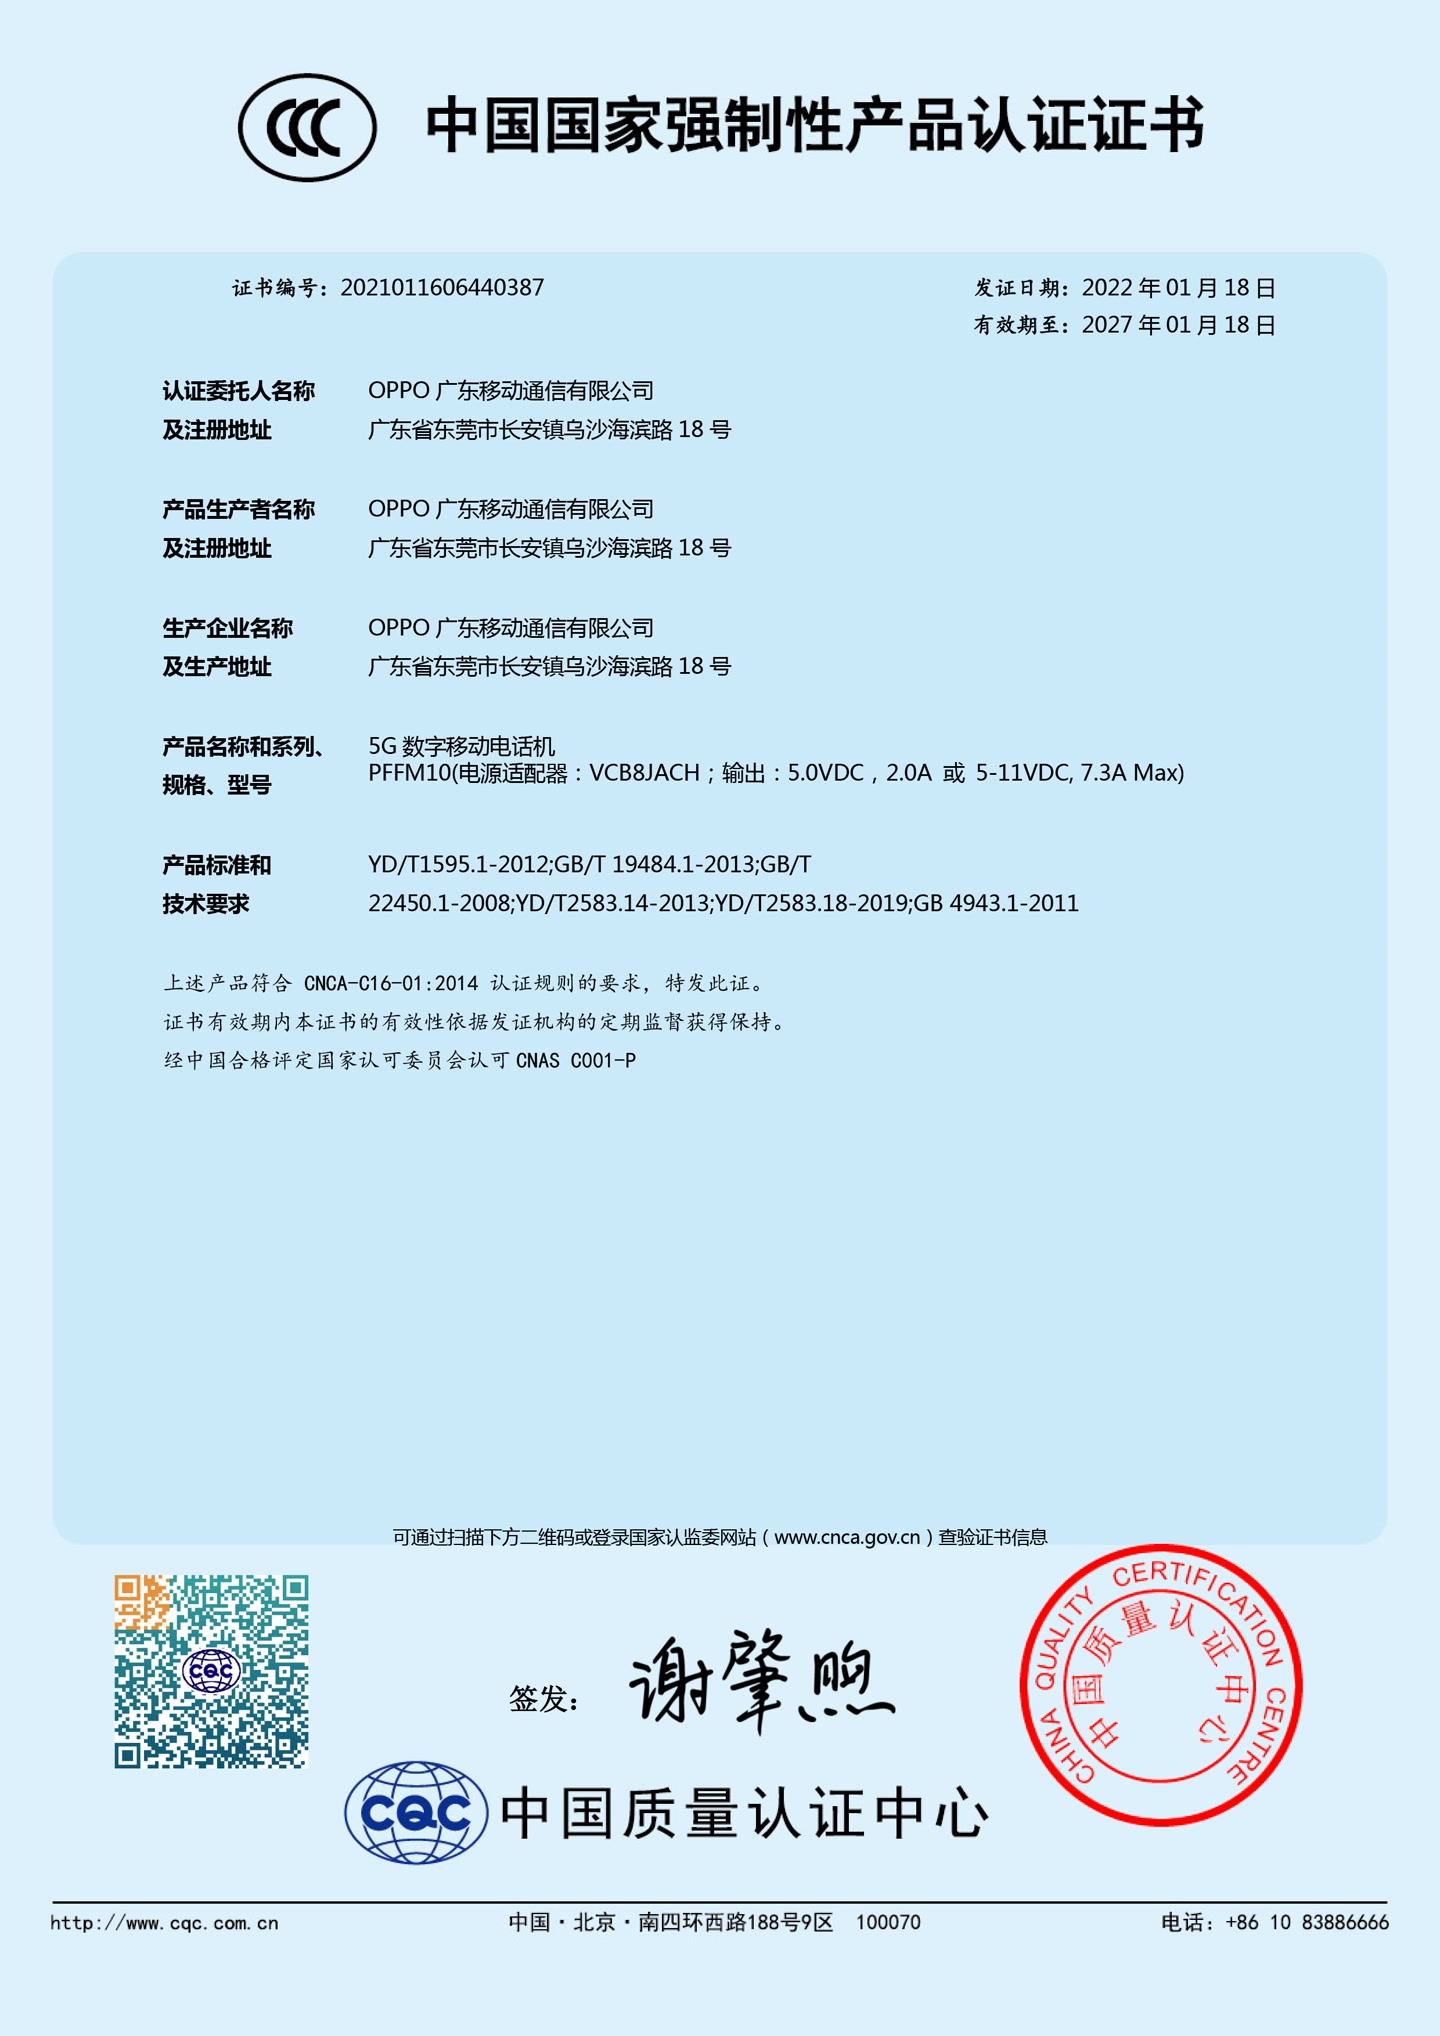 CCC 中国国家强制性产品认证证书
证书编号：2021011606440387
发证日期：2022 年 01 月 18 日
有效期至：2027 年 01 月 18 日
认证委托人名称 OPPO 广东移动通信有限公司
及注册地址 广东省东莞市长安镇乌沙海滨路 18 号
产品生产者名称 OPPO 广东移动通信有限公司
及注册地址 广东省东莞市长安镇乌沙海滨路 18 号
生产企业名称 OPPO 广东移动通信有限公司
及生产地址 广东省东莞市长安镇乌沙海滨路 18 号
产品名称和系列、 5G 数字移动电话机
规格、型号 PFFM10(电源适配器：VCB8JACH；输出：5.0VDC，2.0A 或 5-11VDC, 7.3A Max)
产品标准和 YD/T1595.1-2012;GB/T 19484.1-2013;GB/T
技术要求 22450.1-2008;YD/T2583.14-2013;YD/T2583.18-2019;GB 4943.1-2011
上述产品符合 CNCA-C16-01:2014 认证规则的要求，特发此证。
证书有效期内本证书的有效性依据发证机构的定期监督获得保持。
经中国合格评定国家认可委员会认可 CNAS C001-P
可通过扫描下方二维码或登录国家认监委网站（www.cnca.gov.cn）查验证书信息
CQC
签发： 谢肇煦
CHINA QUALITY CERTIFICATION CENTRE
中国质量认证中心
CQC 中国质量认证中心
http://www.cqc.com.cn
中国·北京·南四环西路188号9区 100070
电话：+86 10 83886666